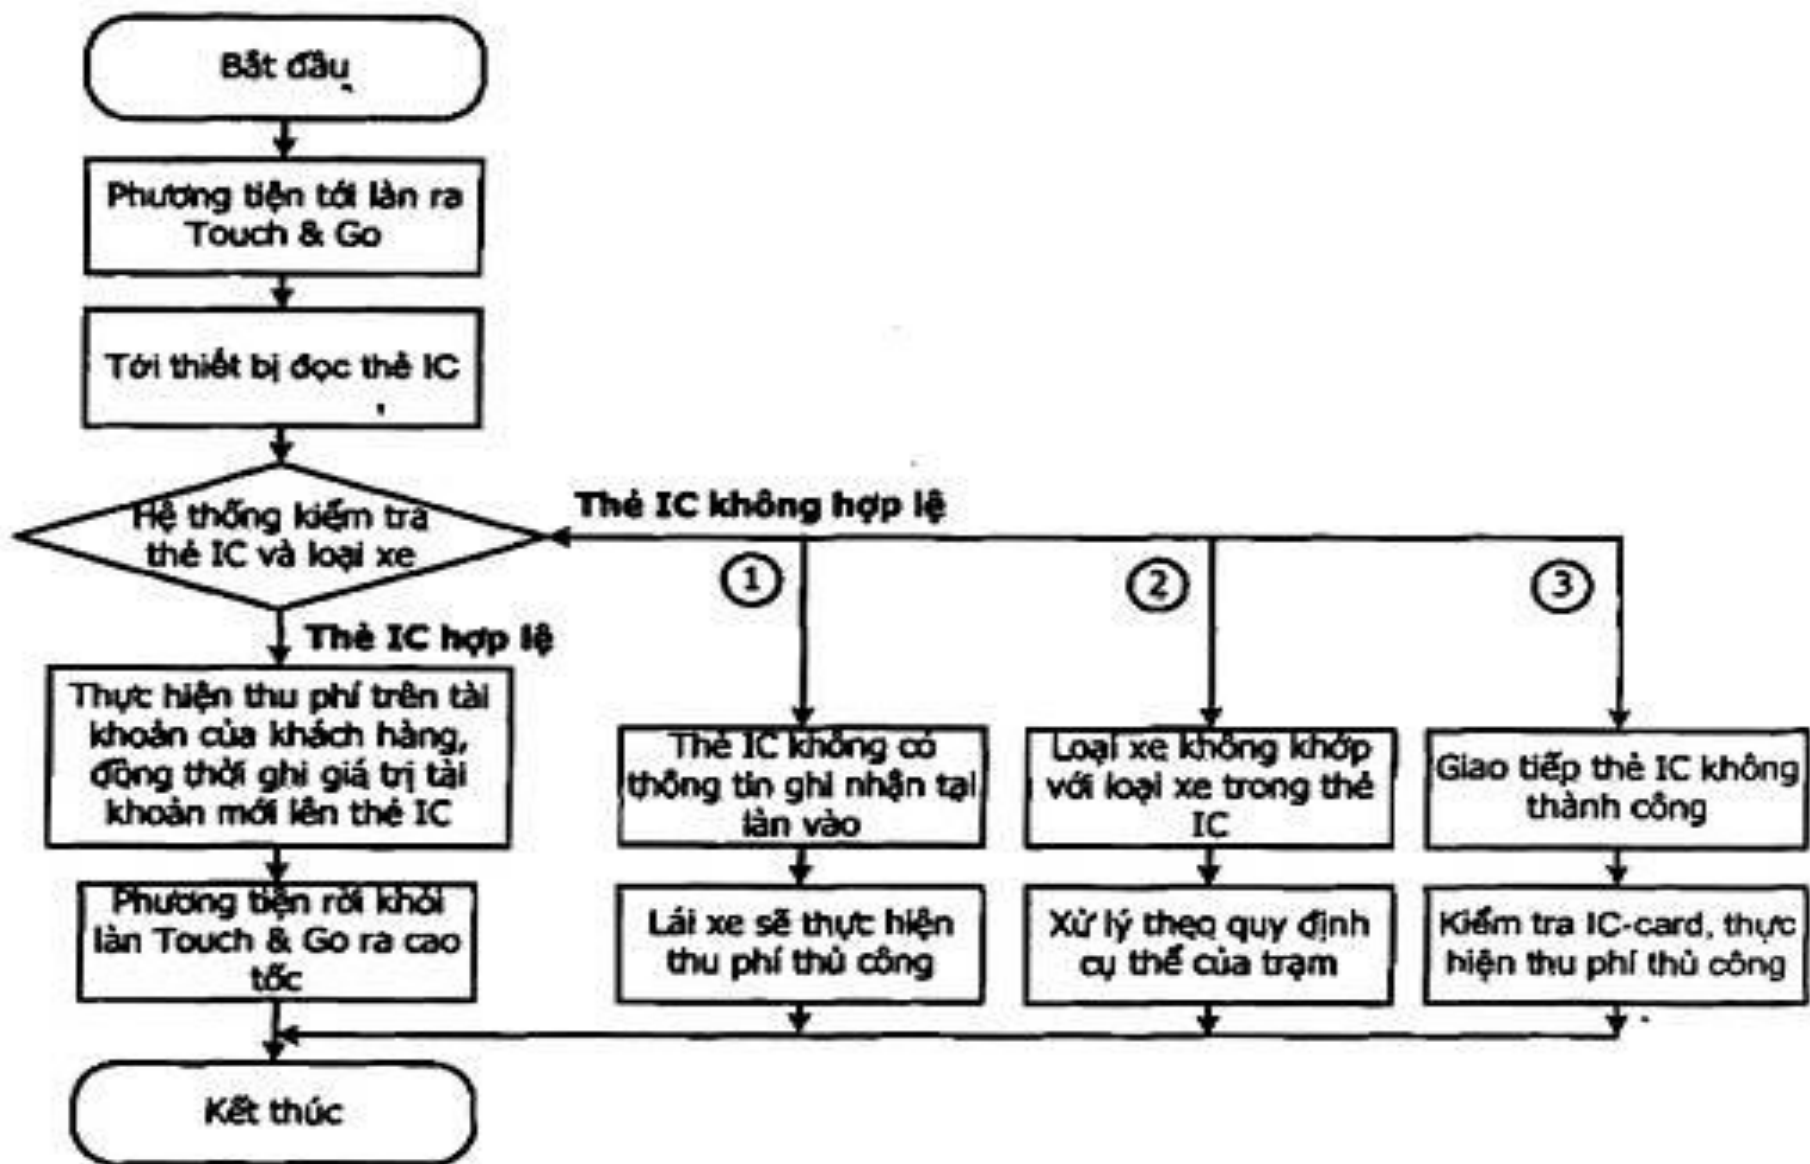 Bắt đầu
Phương tiện tới làn ra
Touch & Go
Tới thiết bị đọc thẻ IC
Hệ thống kiểm tra
thẻ IC và loại xe
Thẻ IC không hợp lệ
1
2
3
Thẻ IC hợp lệ
Thực hiện thu phí trên tài
khoản của khách hàng,
đồng thời ghi giá trị tài
khoản mới lên thẻ IC
Thẻ IC không có
thông tin ghi nhận tại
làn vào
Loại xe không khớp
với loại xe trong thẻ
IC
Giao tiếp thẻ IC không
thành công
Phương tiện rời khỏi
làn Touch & Go ra cao
tốc
Lái xe sẽ thực hiện
thu phí thủ công
Xử lý theo quy định
cụ thể của trạm
Kiểm tra IC-card, thực
hiện thu phí thủ công
Kết thúc